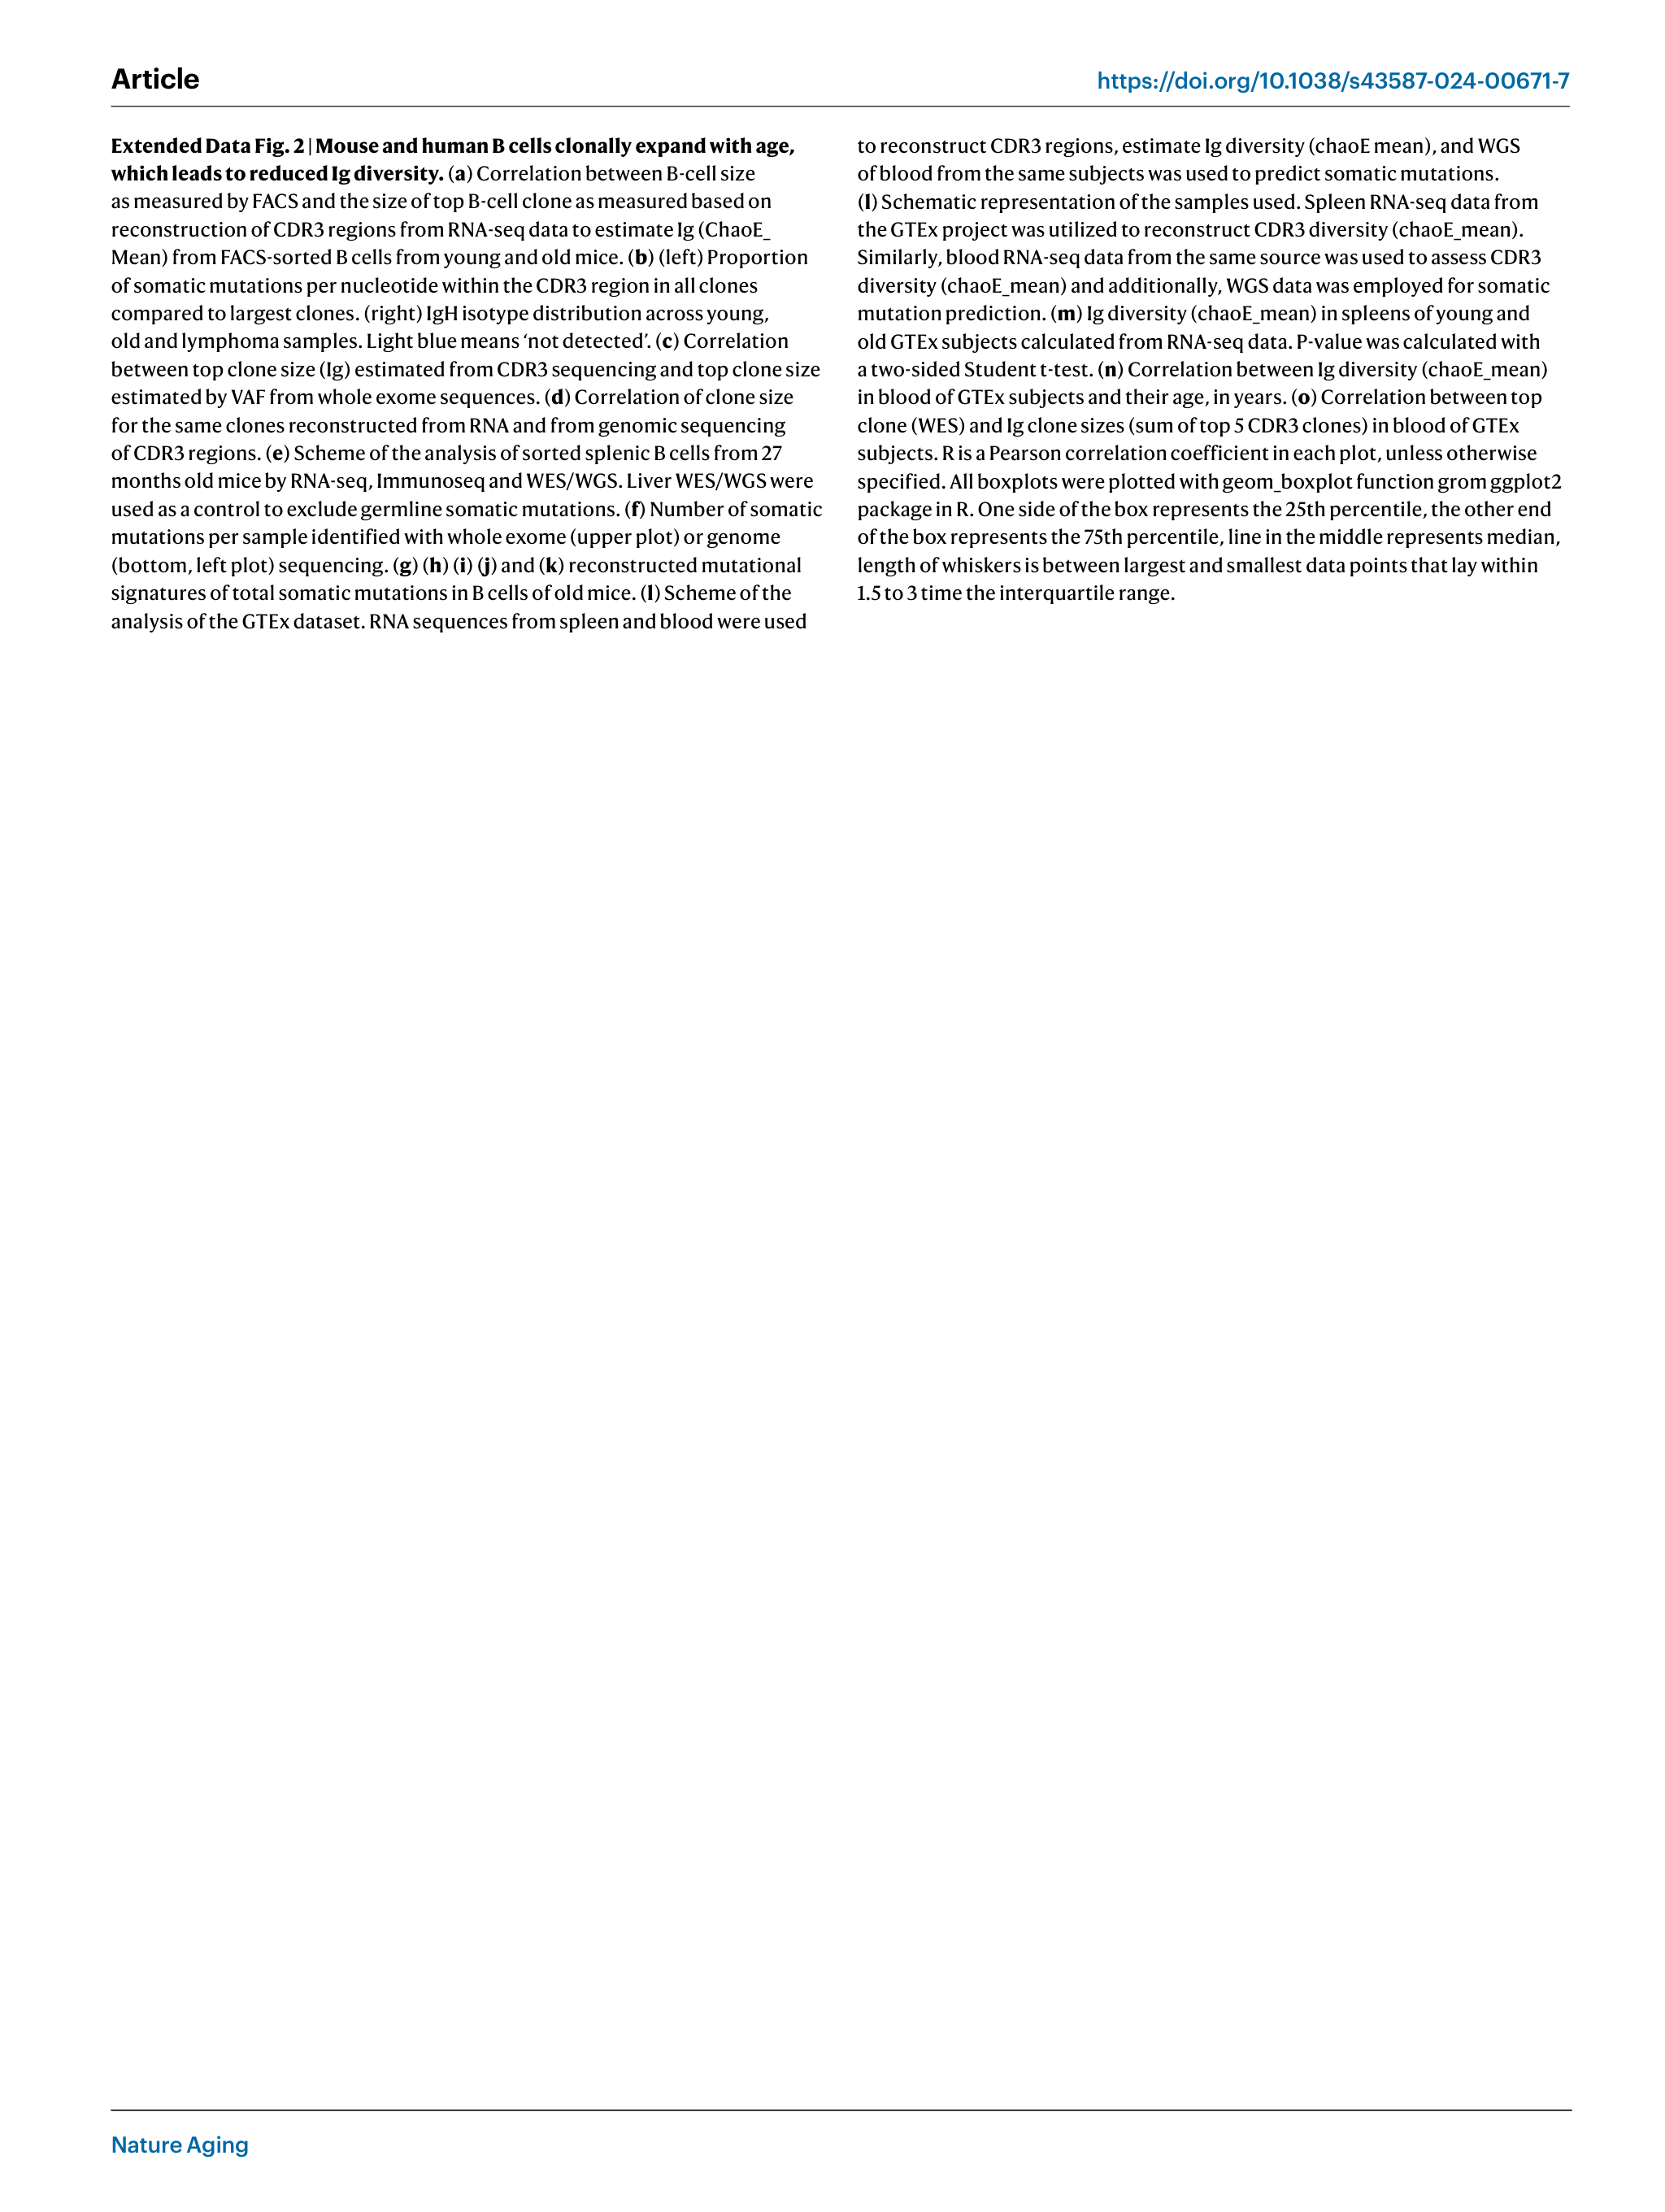 Article
https://doi.org/10.1038/s43587-024-00671-7
Extended Data Fig. 2 | Mouse and human B cells clonally expand with age,
which leads to reduced Ig diversity. (a) Correlation between B-cell size
as measured by FACS and the size of top B-cell clone as measured based on
reconstruction of CDR3 regions from RNA-seq data to estimate Ig (ChaoE_
Mean) from FACS-sorted B cells from young and old mice. (b) (left) Proportion
of somatic mutations per nucleotide within the CDR3 region in all clones
compared to largest clones. (right) IgH isotype distribution across young,
old and lymphoma samples. Light blue means ‘not detected’. (c) Correlation
between top clone size (Ig) estimated from CDR3 sequencing and top clone size
estimated by VAF from whole exome sequences. (d) Correlation of clone size
for the same clones reconstructed from RNA and from genomic sequencing
of CDR3 regions. (e) Scheme of the analysis of sorted splenic B cells from 27
months old mice by RNA-seq, Immunoseq and WES/WGS. Liver WES/WGS were
used as a control to exclude germline somatic mutations. (f) Number of somatic
mutations per sample identified with whole exome (upper plot) or genome
(bottom, left plot) sequencing. (g) (h) (i) (j) and (k) reconstructed mutational
signatures of total somatic mutations in B cells of old mice. (l) Scheme of the
analysis of the GTEx dataset. RNA sequences from spleen and blood were used
to reconstruct CDR3 regions, estimate Ig diversity (chaoE mean), and WGS
of blood from the same subjects was used to predict somatic mutations.
(l) Schematic representation of the samples used. Spleen RNA-seq data from
the GTEx project was utilized to reconstruct CDR3 diversity (chaoE_mean).
Similarly, blood RNA-seq data from the same source was used to assess CDR3
diversity (chaoE_mean) and additionally, WGS data was employed for somatic
mutation prediction. (m) Ig diversity (chaoE_mean) in spleens of young and
old GTEx subjects calculated from RNA-seq data. P-value was calculated with
a two-sided Student t-test. (n) Correlation between Ig diversity (chaoE_mean)
in blood of GTEx subjects and their age, in years. (o) Correlation between top
clone (WES) and Ig clone sizes (sum of top 5 CDR3 clones) in blood of GTEx
subjects. R is a Pearson correlation coefficient in each plot, unless otherwise
specified. All boxplots were plotted with geom_boxplot function grom ggplot2
package in R. One side of the box represents the 25th percentile, the other end
of the box represents the 75th percentile, line in the middle represents median,
length of whiskers is between largest and smallest data points that lay within
1.5 to 3 time the interquartile range.
Nature Aging